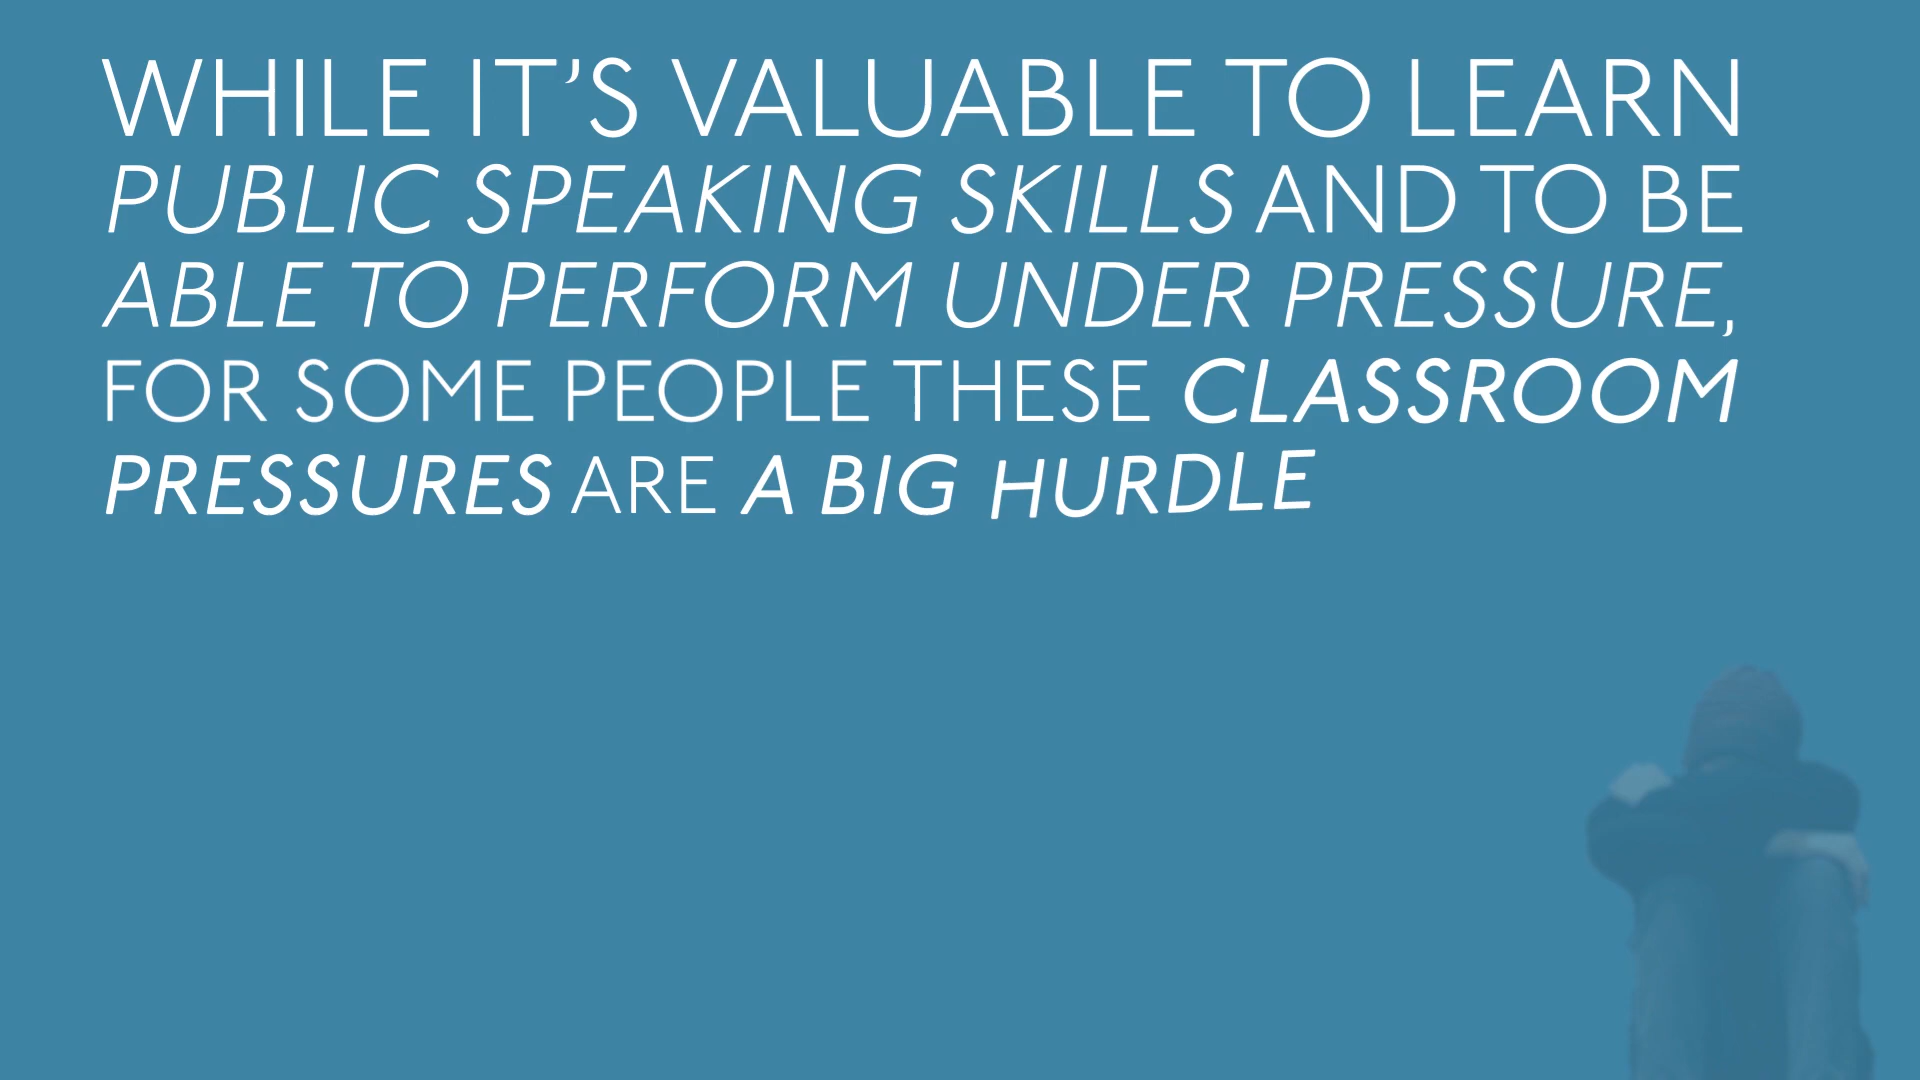 WHILE IT’S VALUABLE TO LEARN
PUBLIC SPEAKING SKILLS AND TO BE
ABLE TO PERFORM UNDER PRESSURE,
FOR SOME PEOPLE THESE CLASSROOM
PRESSURES ARE A BIG HURDLE